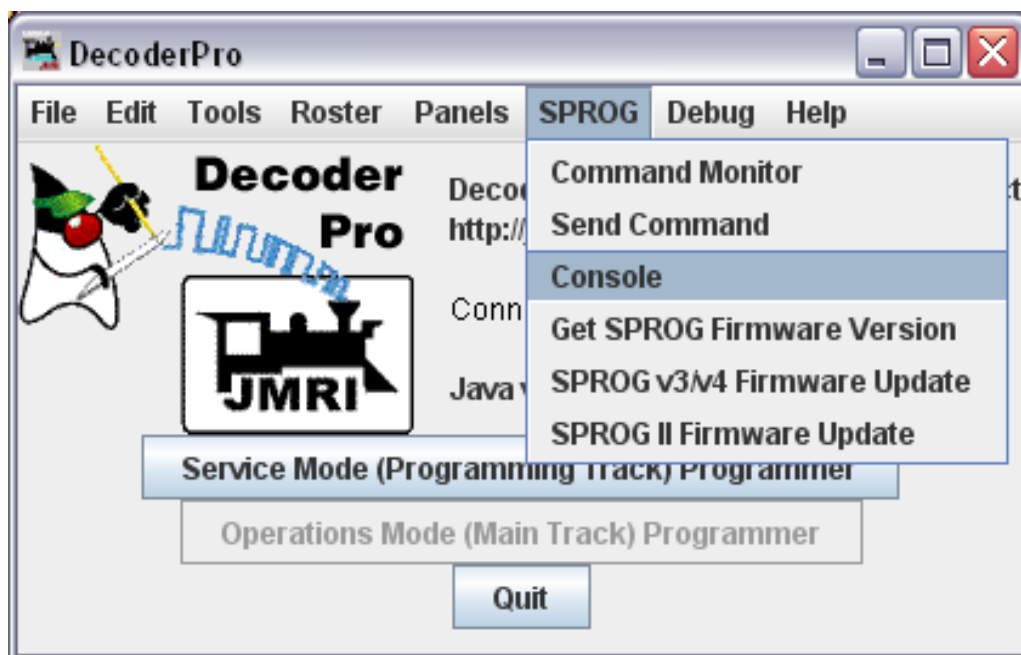 DecoderPro
File Edit Tools Roster Panels SPROG Debug Help
Command Monitor
Send Command
Console
Get SPROG Firmware Version
SPROG v3/v4 Firmware Update
SPROG II Firmware Update
Decoder
Pro
http://
Java
JMRI
Service Mode (Programming Track) Programmer
Operations Mode (Main Track) Programmer
Quit